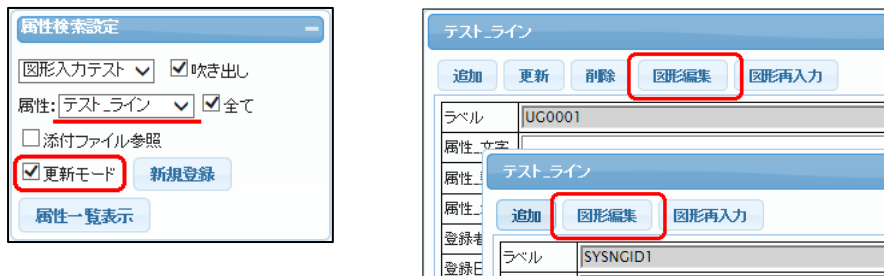 属性検索設定
図形入力テスト 吹き出し
属性: テスト_ライン 全て
添付ファイル参照
更新モード 新規登録
属性一覧表示
テスト_ライン
追加 更新 削除 図形編集 図形再入力
ラベル UG0001
属性_文字
属性_
属性_
登録者
登録日
テスト_ライン
追加 図形編集 図形再入力
ラベル SYSNGID1